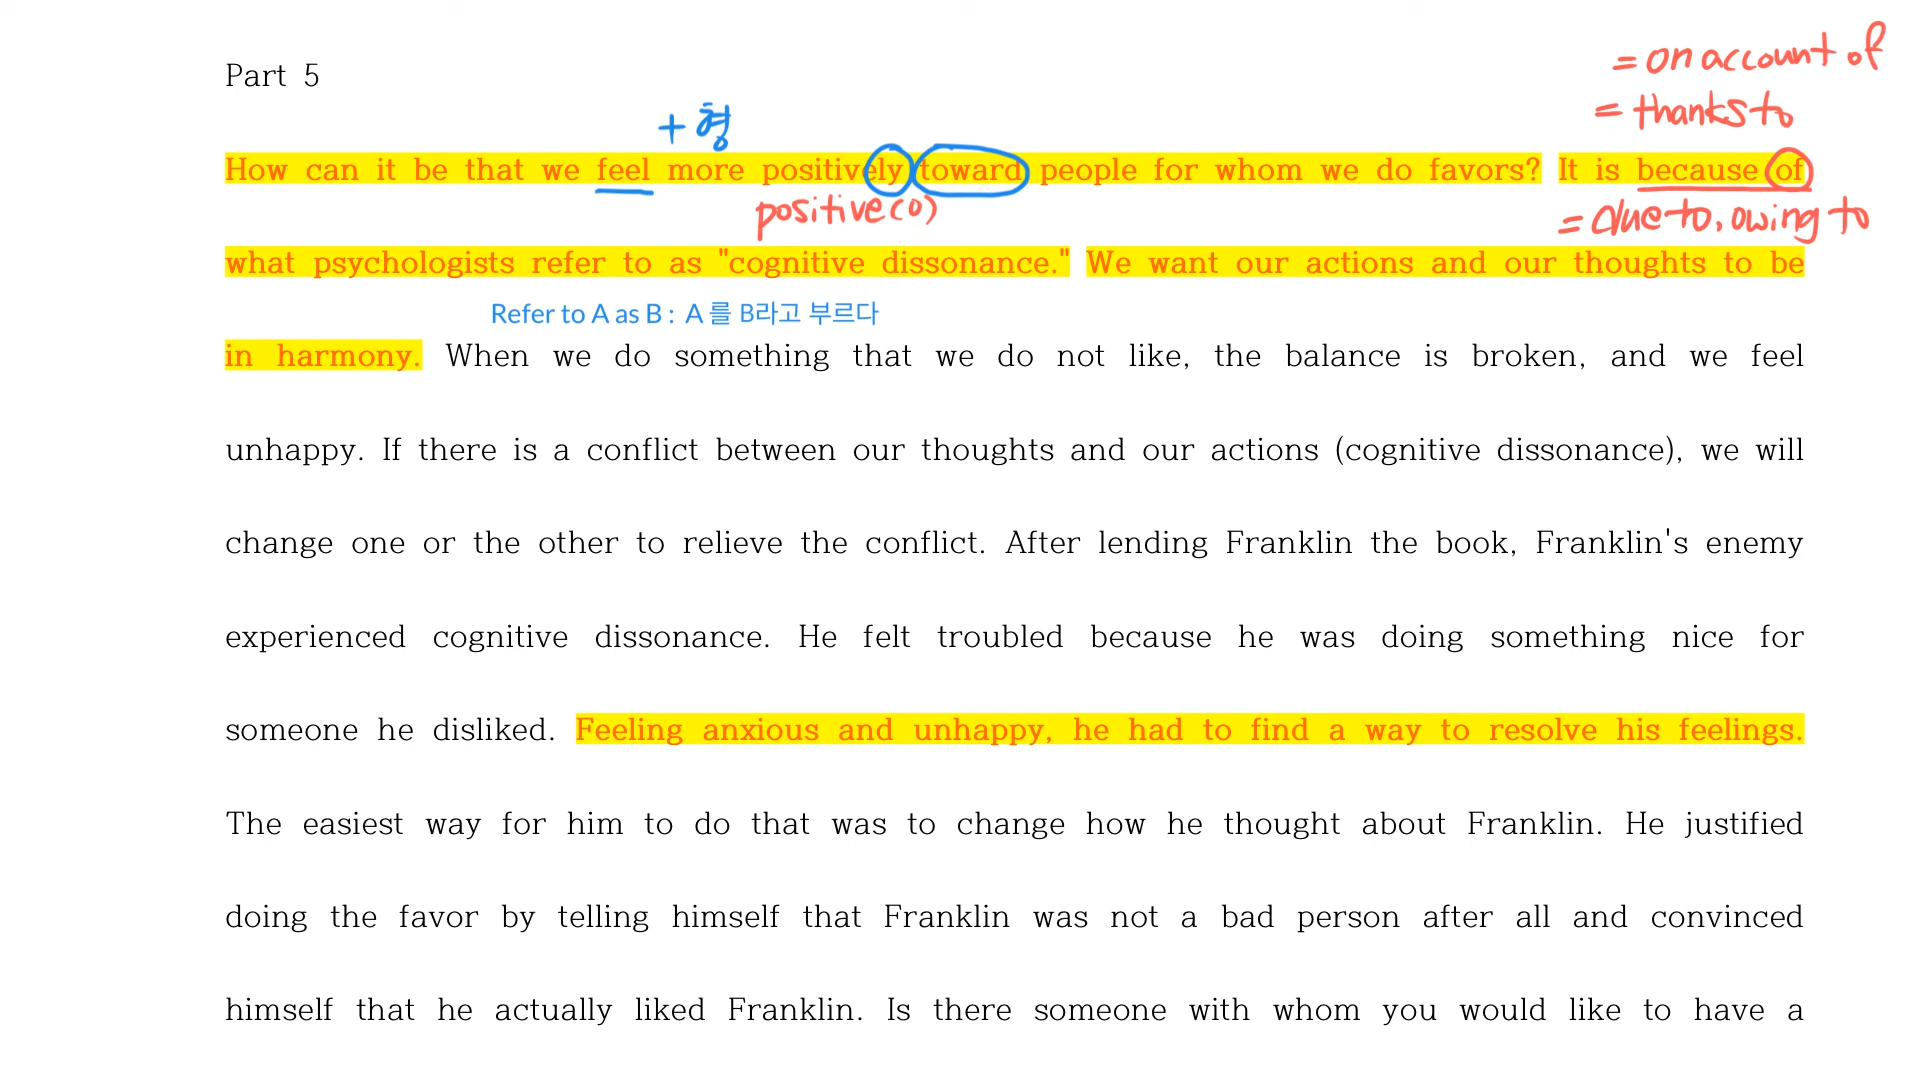 Part 5
= on account of
= thanks to
+ 형
How can it be that we feel more positively toward people for whom we do favors? It is because of
positive(o)
= due to, owing to
what psychologists refer to as "cognitive dissonance." We want our actions and our thoughts to be
Refer to A as B : A 를 B라고 부르다
in harmony. When we do something that we do not like, the balance is broken, and we feel
unhappy. If there is a conflict between our thoughts and our actions (cognitive dissonance), we will
change one or the other to relieve the conflict. After lending Franklin the book, Franklin's enemy
experienced cognitive dissonance. He felt troubled because he was doing something nice for
someone he disliked. Feeling anxious and unhappy, he had to find a way to resolve his feelings.
The easiest way for him to do that was to change how he thought about Franklin. He justified
doing the favor by telling himself that Franklin was not a bad person after all and convinced
himself that he actually liked Franklin. Is there someone with whom you would like to have a